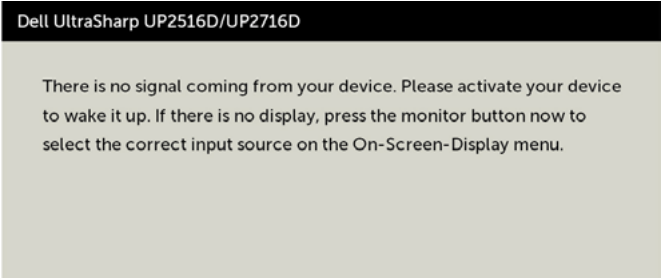 Dell UltraSharp UP2516D/UP2716D
There is no signal coming from your device. Please activate your device
to wake it up. If there is no display, press the monitor button now to
select the correct input source on the On-Screen-Display menu.